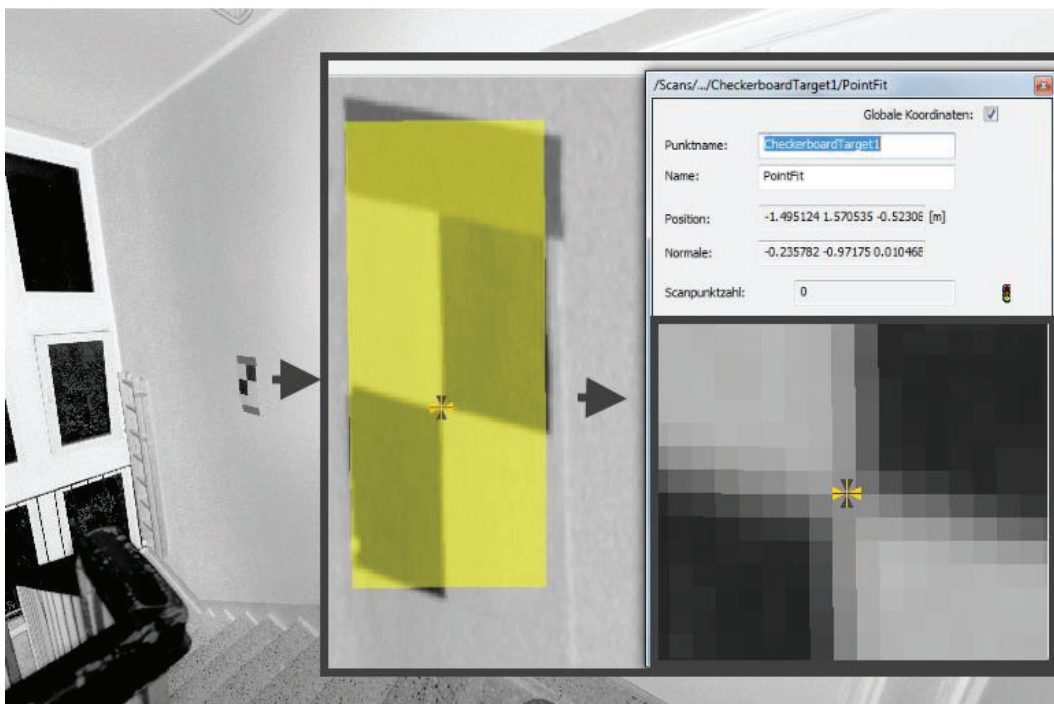 /Scans/.../CheckerboardTarget1/PointFit
Globale Koordinaten:
Punktname: CheckerboardTarget1
Name: PointFit
Position: -1.495124 1.570535 -0.52308 [m]
Normale: -0.235782 -0.97175 0.010468
Scanpunktzahl: 0